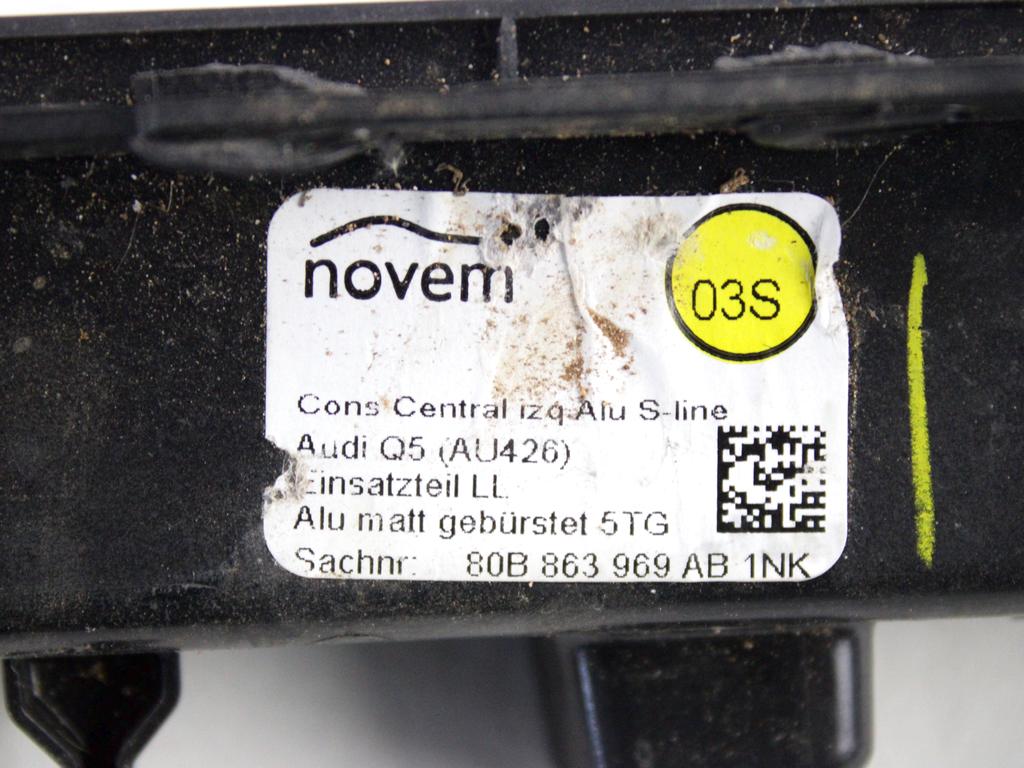 novem
03S
Cons Central izq Alu S-line
Audi Q5 (AU426)
Einsatzteil LL
Alu matt gebürstet 5TG
Sachnr: 80B 863 969 AB 1NK